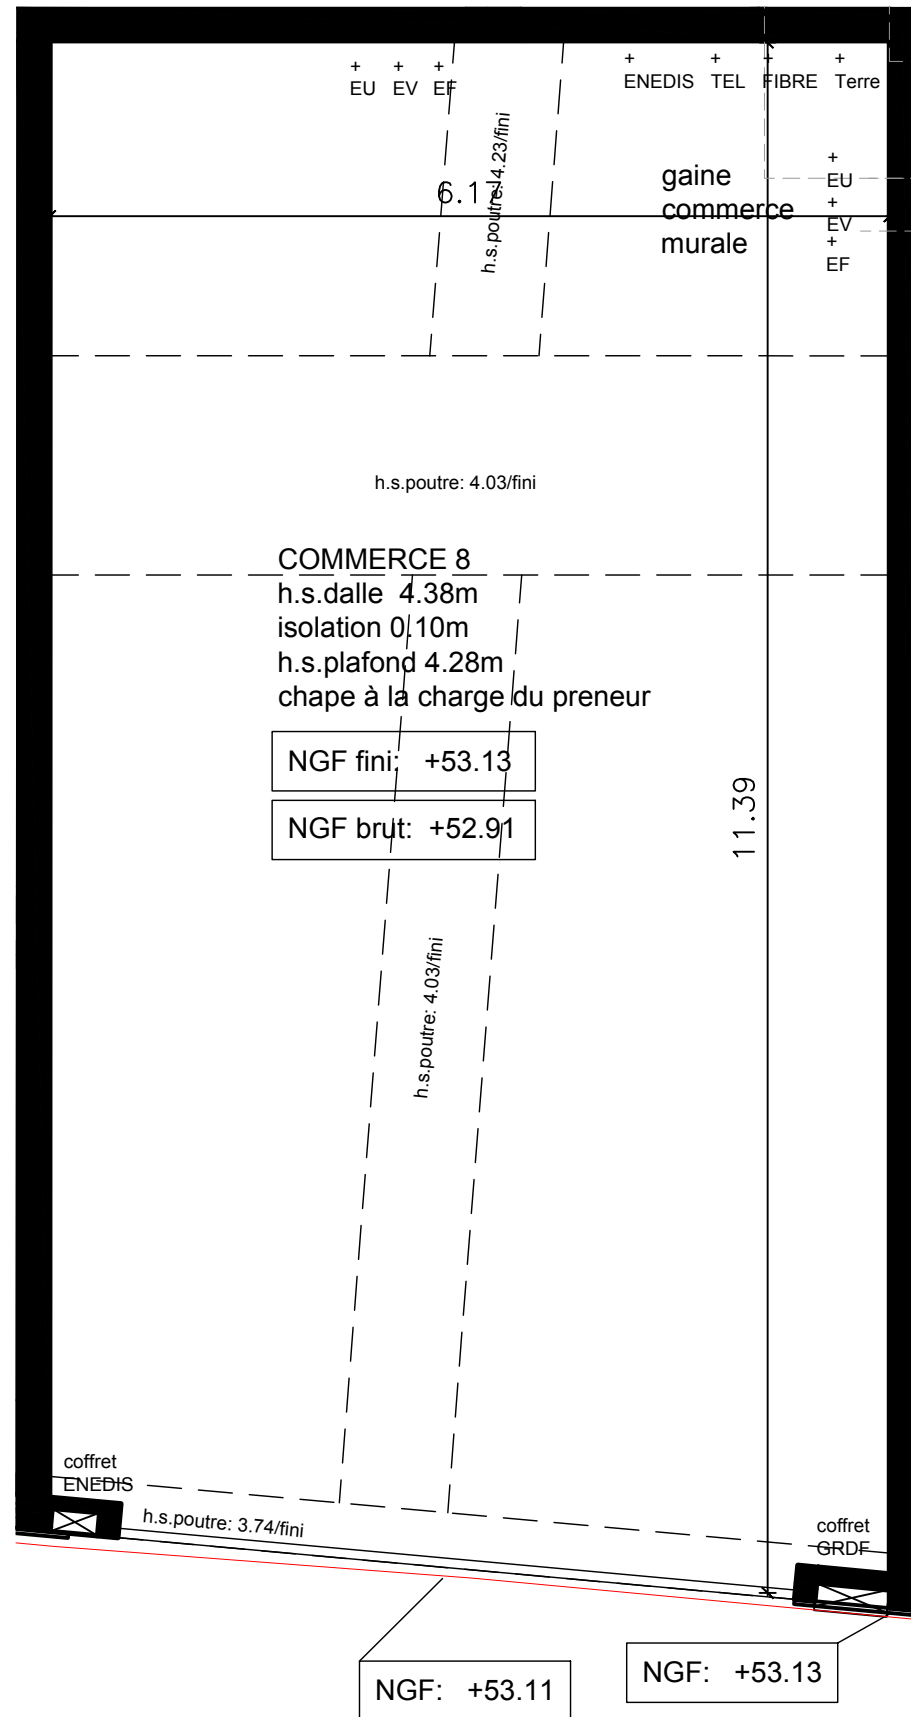 + + +
EU EV EF
+ + + +
ENEDIS TEL FIBRE Terre
h.s.poutre: 4.23/fini
gaine
commerce
murale
+
EU
+
EV
+
EF
h.s.poutre: 4.03/fini
COMMERCE 8
h.s.dalle 4.38m
isolation 0.10m
h.s.plafond 4.28m
chape à la charge du preneur
NGF fini: +53.13
NGF brut: +52.91
11.39
h.s.poutre: 4.03/fini
coffret
ENEDIS
h.s.poutre: 3.74/fini
coffret
GRDF
NGF: +53.11
NGF: +53.13